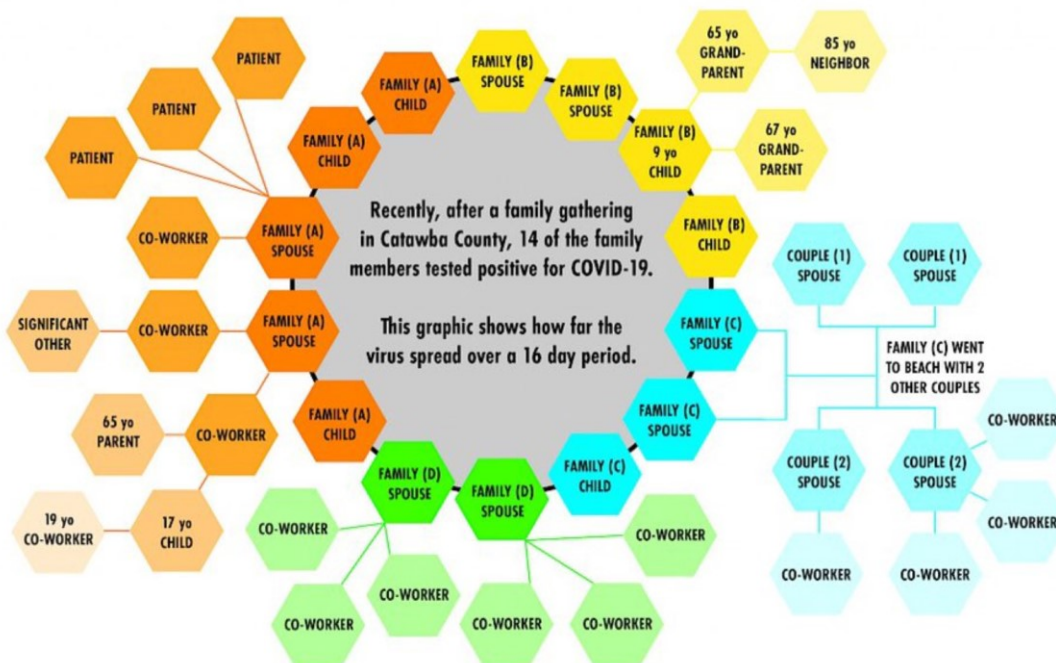 Recently, after a family gathering
in Catawba County, 14 of the family
members tested positive for COVID-19.
This graphic shows how far the
virus spread over a 16 day period.
FAMILY (B)
SPOUSE
FAMILY (B)
SPOUSE
FAMILY (B)
9 yo
CHILD
65 yo
GRAND-
PARENT
85 yo
NEIGHBOR
67 yo
GRAND-
PARENT
FAMILY (B)
CHILD
FAMILY (C)
SPOUSE
FAMILY (C)
SPOUSE
COUPLE (1)
SPOUSE
COUPLE (1)
SPOUSE
FAMILY (C) WENT
TO BEACH WITH 2
OTHER COUPLES
COUPLE (2)
SPOUSE
COUPLE (2)
SPOUSE
CO-WORKER
CO-WORKER
CO-WORKER
CO-WORKER
FAMILY (C)
CHILD
FAMILY (D)
SPOUSE
CO-WORKER
CO-WORKER
CO-WORKER
FAMILY (D)
SPOUSE
CO-WORKER
CO-WORKER
CO-WORKER
FAMILY (A)
CHILD
FAMILY (A)
SPOUSE
CO-WORKER
SIGNIFICANT
OTHER
CO-WORKER
65 yo
PARENT
17 yo
CHILD
19 yo
CO-WORKER
FAMILY (A)
SPOUSE
CO-WORKER
PATIENT
PATIENT
PATIENT
FAMILY (A)
CHILD
FAMILY (A)
CHILD